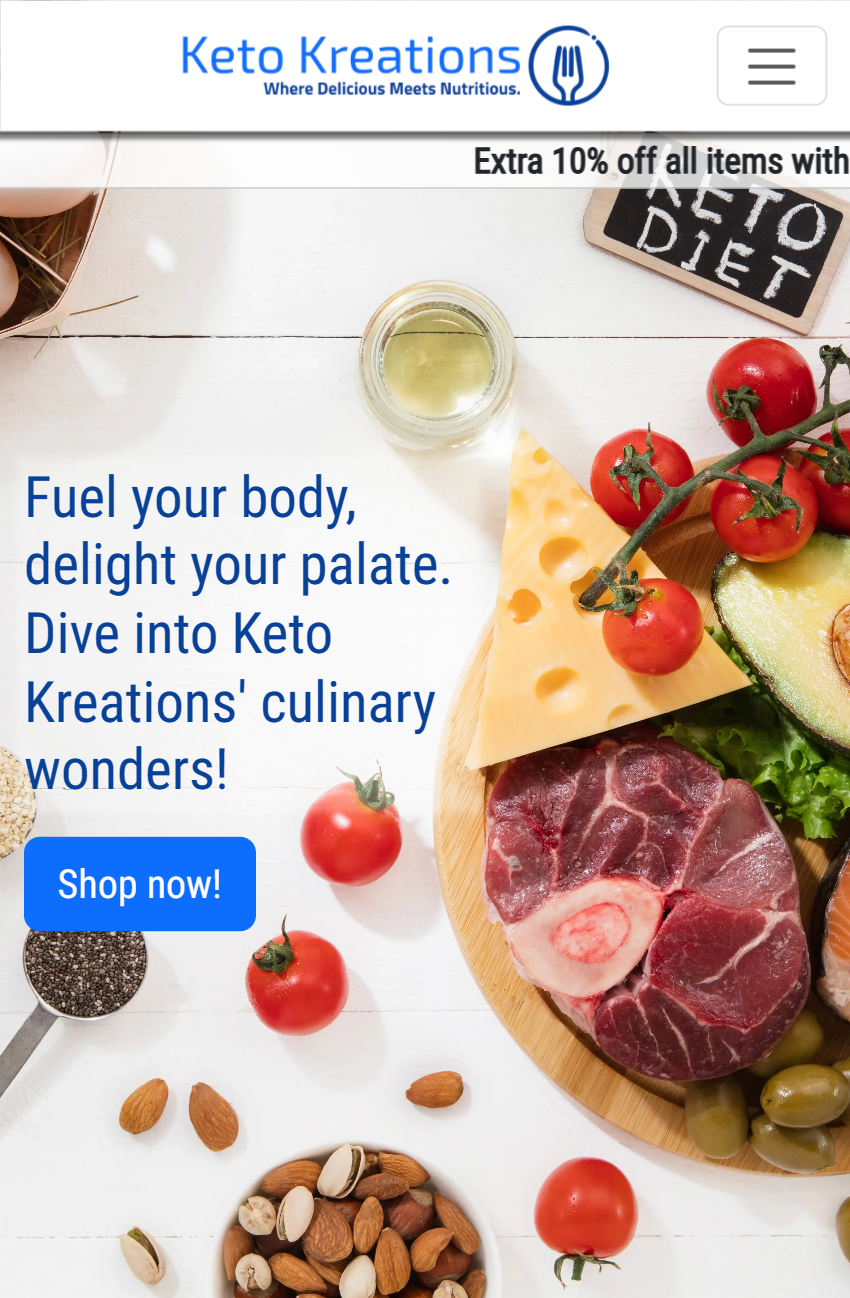 Keto Kreations
Where Delicious Meets Nutritious.
Extra 10% off all items with
KETO
DIET
Fuel your body,
delight your palate.
Dive into Keto
Kreations' culinary
wonders!
Shop now!